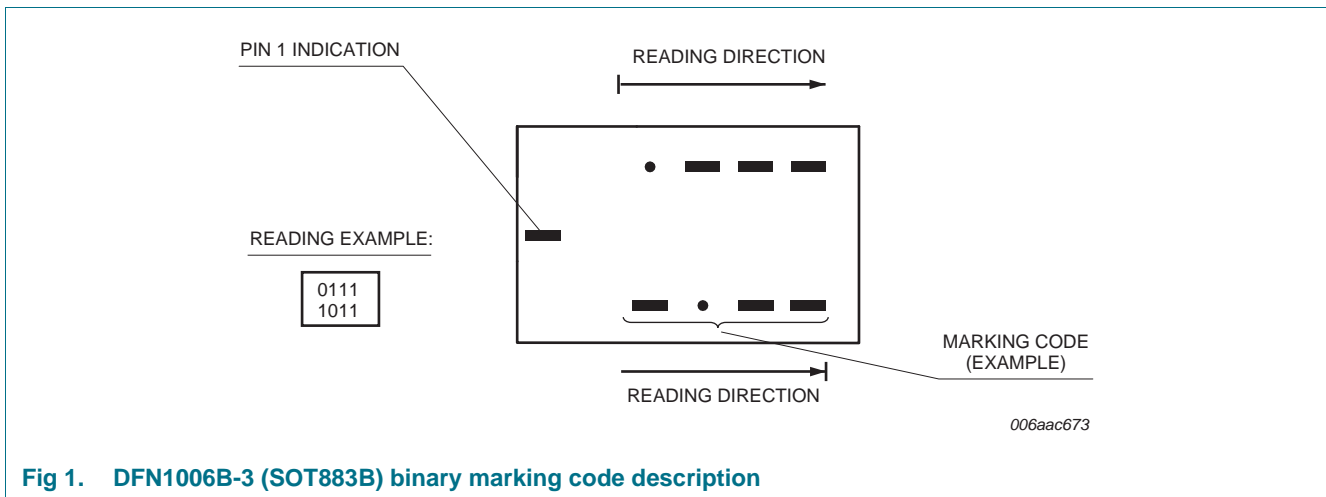 PIN 1 INDICATION
READING DIRECTION
READING EXAMPLE:
0111
1011
MARKING CODE
(EXAMPLE)
READING DIRECTION
006aac673
Fig 1. DFN1006B-3 (SOT883B) binary marking code description